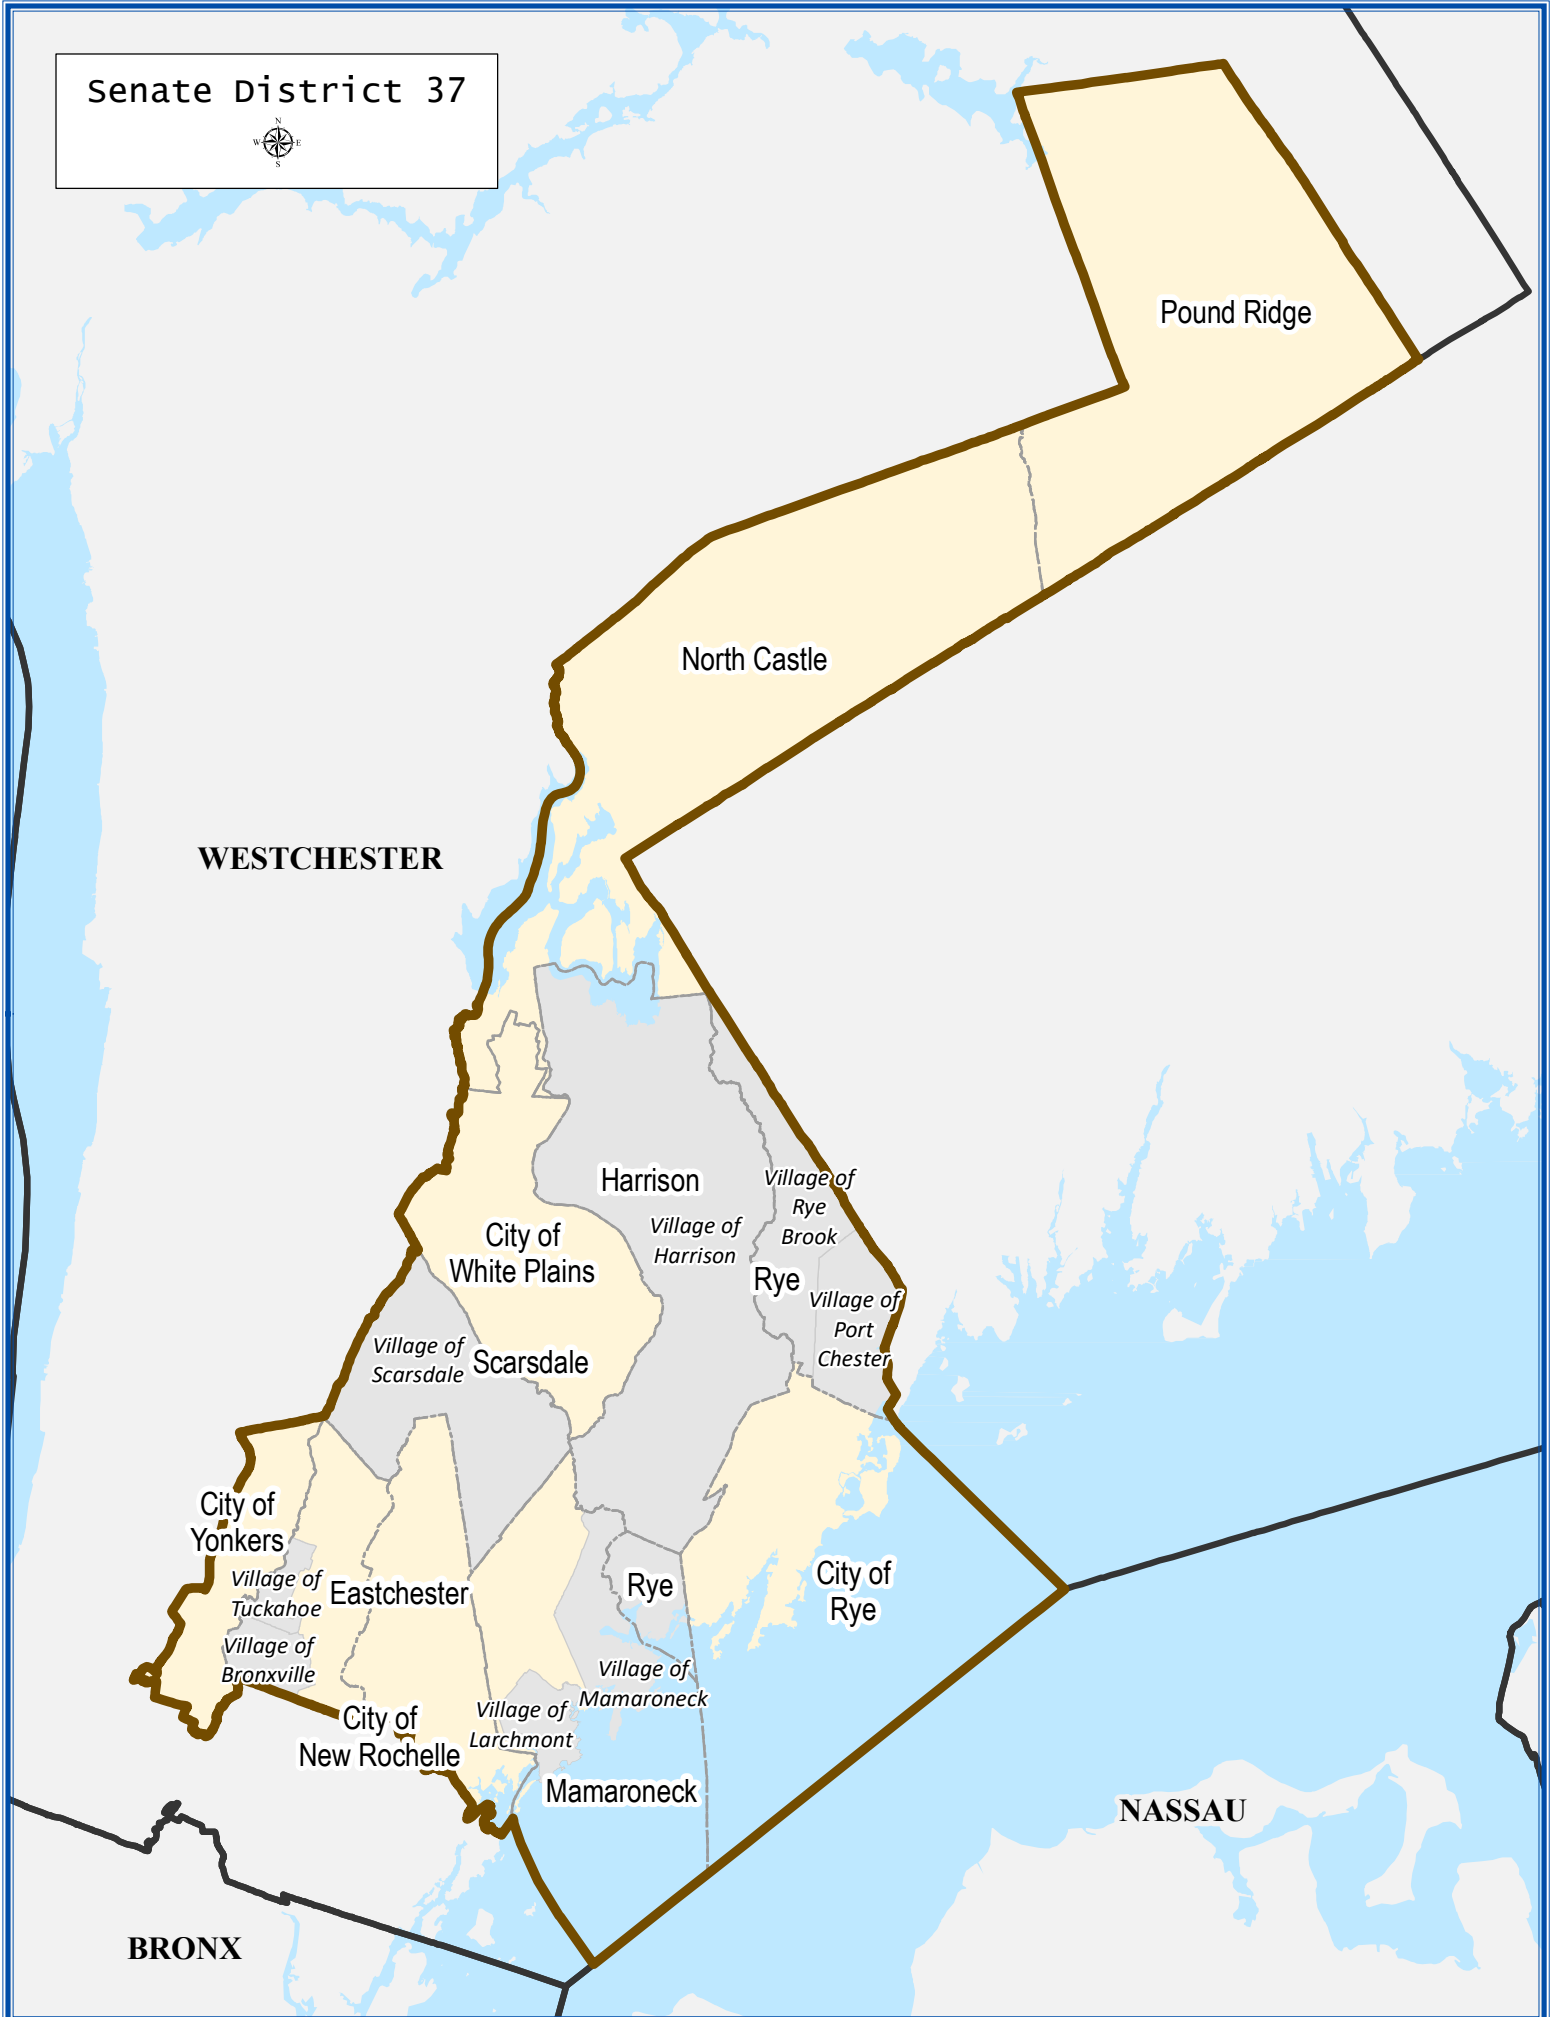 Senate District 37
N
W E
S
Pound Ridge
North Castle
WESTCHESTER
Harrison
Village of
Rye
Brook
Village of
Harrison
City of
White Plains
Rye
Village of
Port
Chester
Village of
Scarsdale
Scarsdale
City of
Yonkers
Village of
Tuckahoe
Eastchester
Rye
City of
Rye
Village of
Bronxville
Village of
Mamaroneck
City of
New Rochelle
Village of
Larchmont
Mamaroneck
NASSAU
BRONX